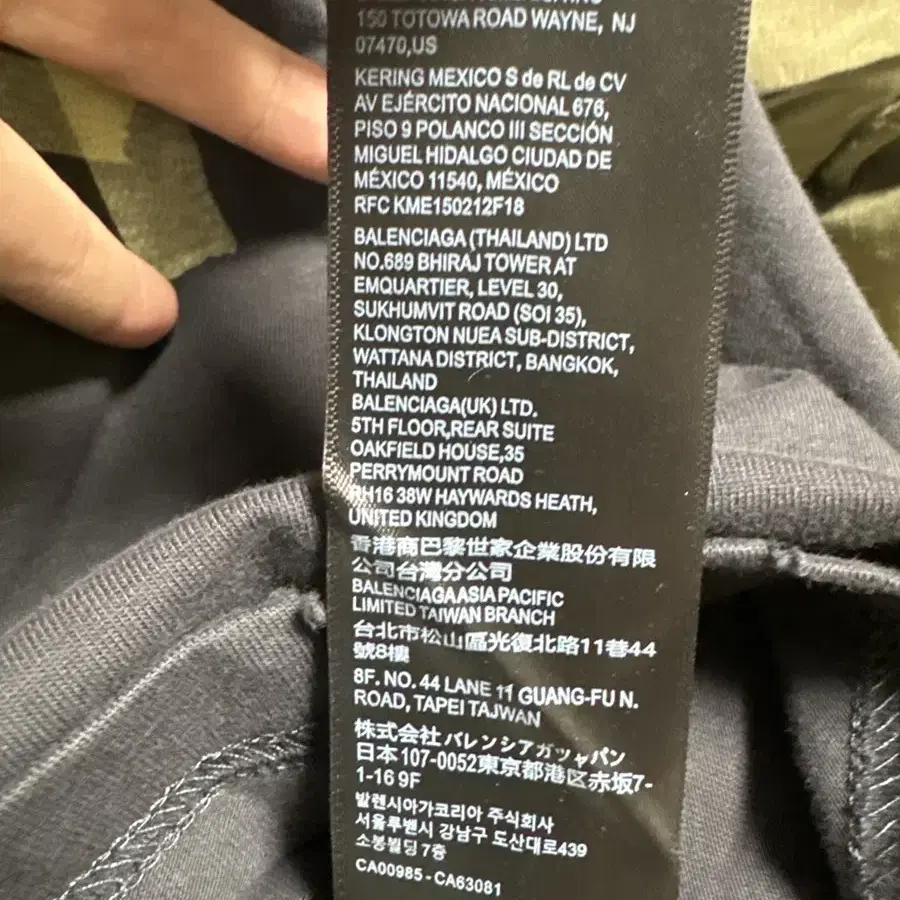 150 TOTOWA ROAD WAYNE, NJ
07470,US
KERING MEXICO S de RL de CV
AV EJÉRCITO NACIONAL 676,
PISO 9 POLANCO III SECCIÓN
MIGUEL HIDALGO CIUDAD DE
MÉXICO 11540, MÉXICO
RFC KME150212F18
BALENCIAGA (THAILAND) LTD
NO.689 BHIRAJ TOWER AT
EMQUARTIER, LEVEL 30,
SUKHUMVIT ROAD (SOI 35),
KLONGTON NUEA SUB-DISTRICT,
WATTANA DISTRICT, BANGKOK,
THAILAND
BALENCIAGA(UK) LTD.
5TH FLOOR,REAR SUITE
OAKFIELD HOUSE,35
PERRYMOUNT ROAD
RH16 38W HAYWARDS HEATH,
UNITED KINGDOM
香港商巴黎世家企業股份有限
公司台灣分公司
BALENCIAGAASIA PACIFIC
LIMITED TAIWAN BRANCH
台北市松山區光復北路11巷44
號8樓
8F. NO. 44 LANE 11 GUANG-FU N.
ROAD, TAPEI TAJWAN
株式会社 バレンシアガツャパン
日本107-0052東京都港区赤坂7-
1-16 9F
발렌시아가코리아 주식회사
서울루벤시 강남구 도산대로439
소봉뷜딩 7층
CA00985 - CA63081